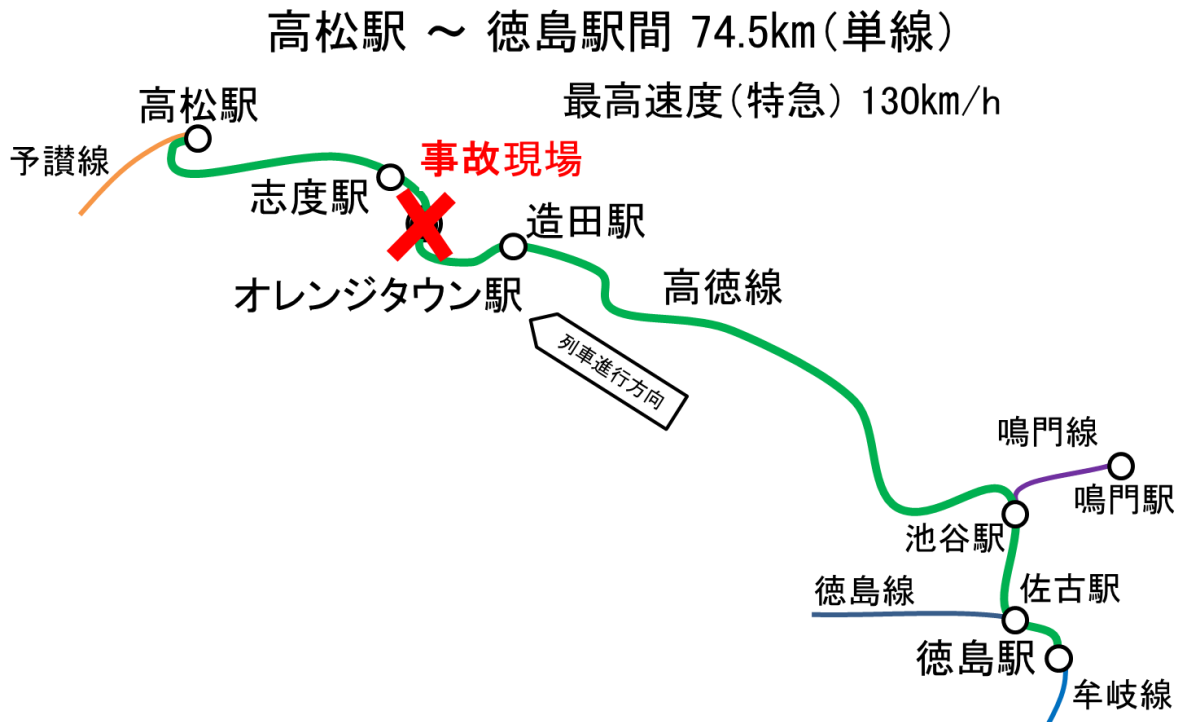 高松駅 ～ 徳島駅間 74.5km（単線）
最高速度（特急） 130km/h
高松駅
予讃線
事故現場
志度駅
造田駅
オレンジタウン駅
高徳線
列車進行方向
鳴門線
鳴門駅
池谷駅
徳島線
佐古駅
徳島駅
牟岐線